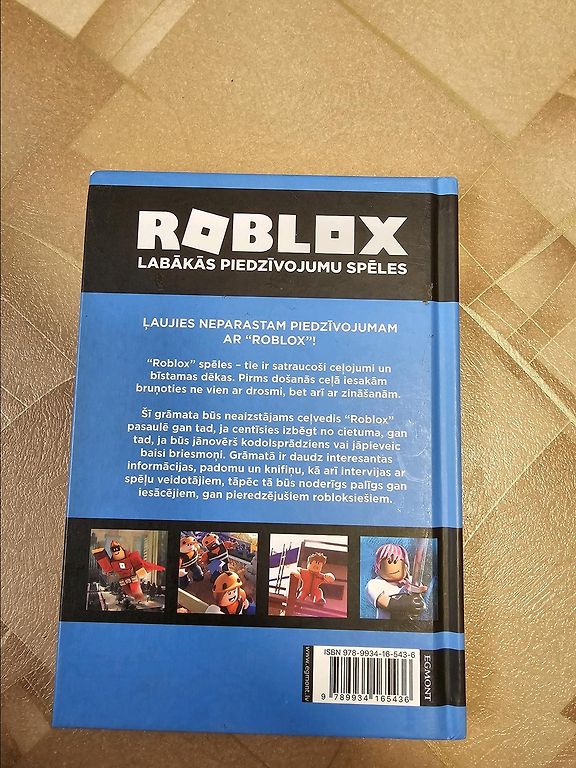 ROBLOX
LABĀKĀS PIEDZĪVOJUMU SPĒLES
ĻAUJIES NEPARASTAM PIEDZĪVOJUMAM
AR “ROBLOX”!
“Roblox” spēles – tie ir satraucoši ceļojumi un
bīstamas dēkas. Pirms došanās ceļā iesakām
bruņoties ne vien ar drosmi, bet arī ar zināšanām.
Šī grāmata būs neaizstājams ceļvedis “Roblox”
pasaulē gan tad, ja centīsies izbēgt no cietuma, gan
tad, ja būs jānovērš kodolsprādziens vai jāpieveic
baisi briesmoņi. Grāmatā ir daudz interesantas
informācijas, padomu un knifiņu, kā arī intervijas ar
spēļu veidotājiem, tāpēc tā būs noderīgs palīgs gan
iesācējiem, gan pieredzējušiem robloksiešiem.
www.egmont.lv
ISBN 978-9934-16-543-6
9 789934 165436
EGMONT